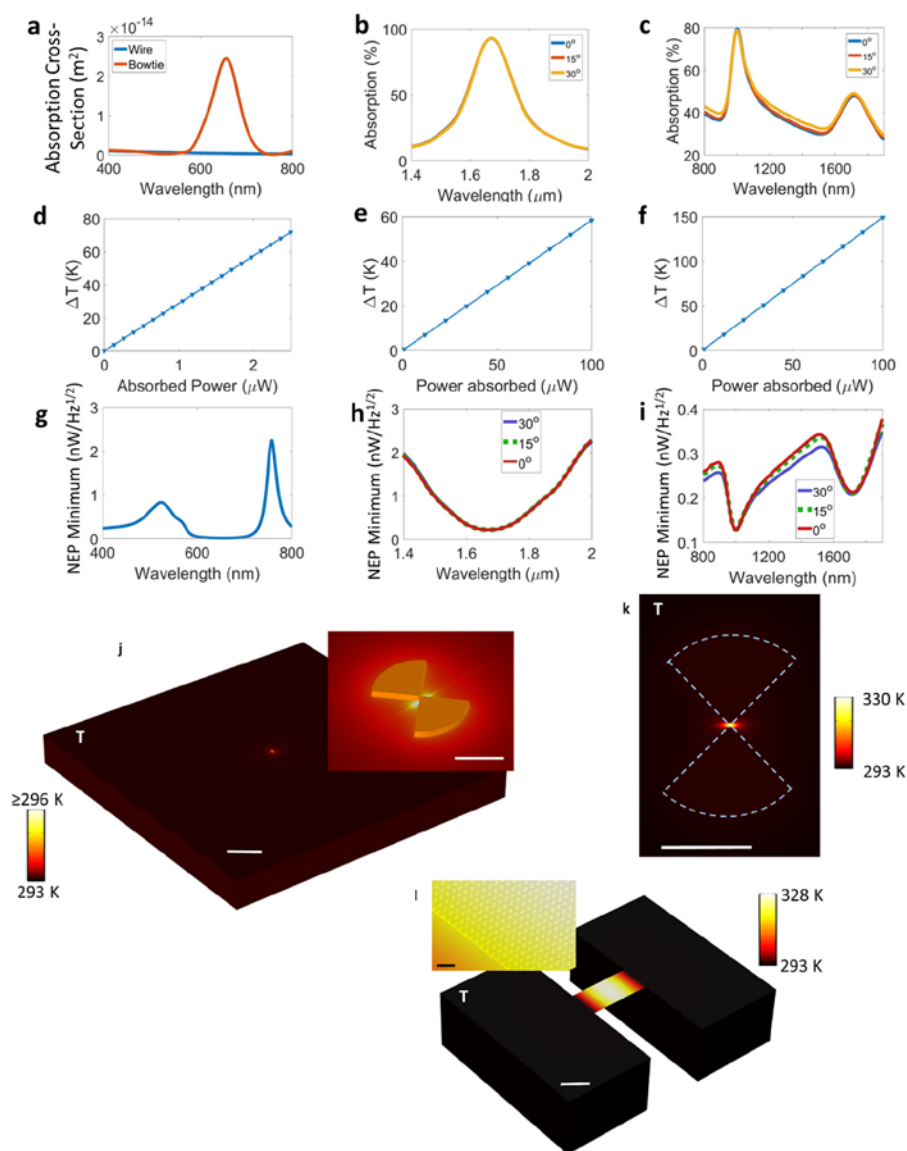 a
Absorption Cross-
Section (m²)
×10⁻¹⁴
3
2
1
0
Wire
Bowtie
400 600 800
Wavelength (nm)
b
Absorption (%)
100
50
0
0°
15°
30°
1.4 1.6 1.8 2
Wavelength (μm)
c
Absorption (%)
80
60
40
20
0°
15°
30°
800 1200 1600
Wavelength (nm)
d
ΔT (K)
80
60
40
20
0
0 1 2
Absorbed Power (μW)
e
ΔT (K)
60
40
20
0
0 50 100
Power absorbed (μW)
f
ΔT (K)
150
100
50
0
0 50 100
Power absorbed (μW)
g
NEP Minimum (nW/Hz^1/2)
3
2
1
0
400 600 800
Wavelength (nm)
h
NEP Minimum (nW/Hz^1/2)
3
2
1
0
30°
15°
0°
1.4 1.6 1.8 2
Wavelength (μm)
i
NEP Minimum (nW/Hz^1/2)
0.4
0.3
0.2
0.1
30°
15°
0°
800 1200 1600
Wavelength (nm)
j
T
≥296 K
293 K
k
T
330 K
293 K
l
T
328 K
293 K